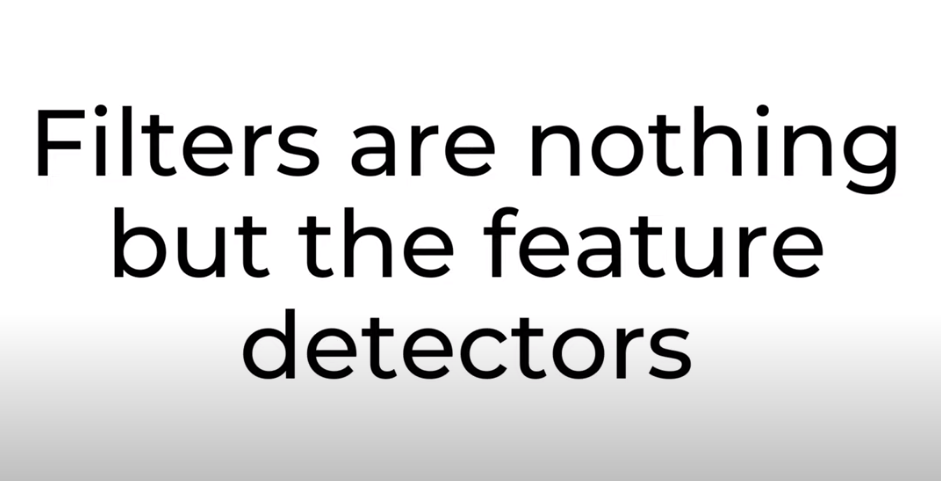 Filters are nothing
but the feature
detectors